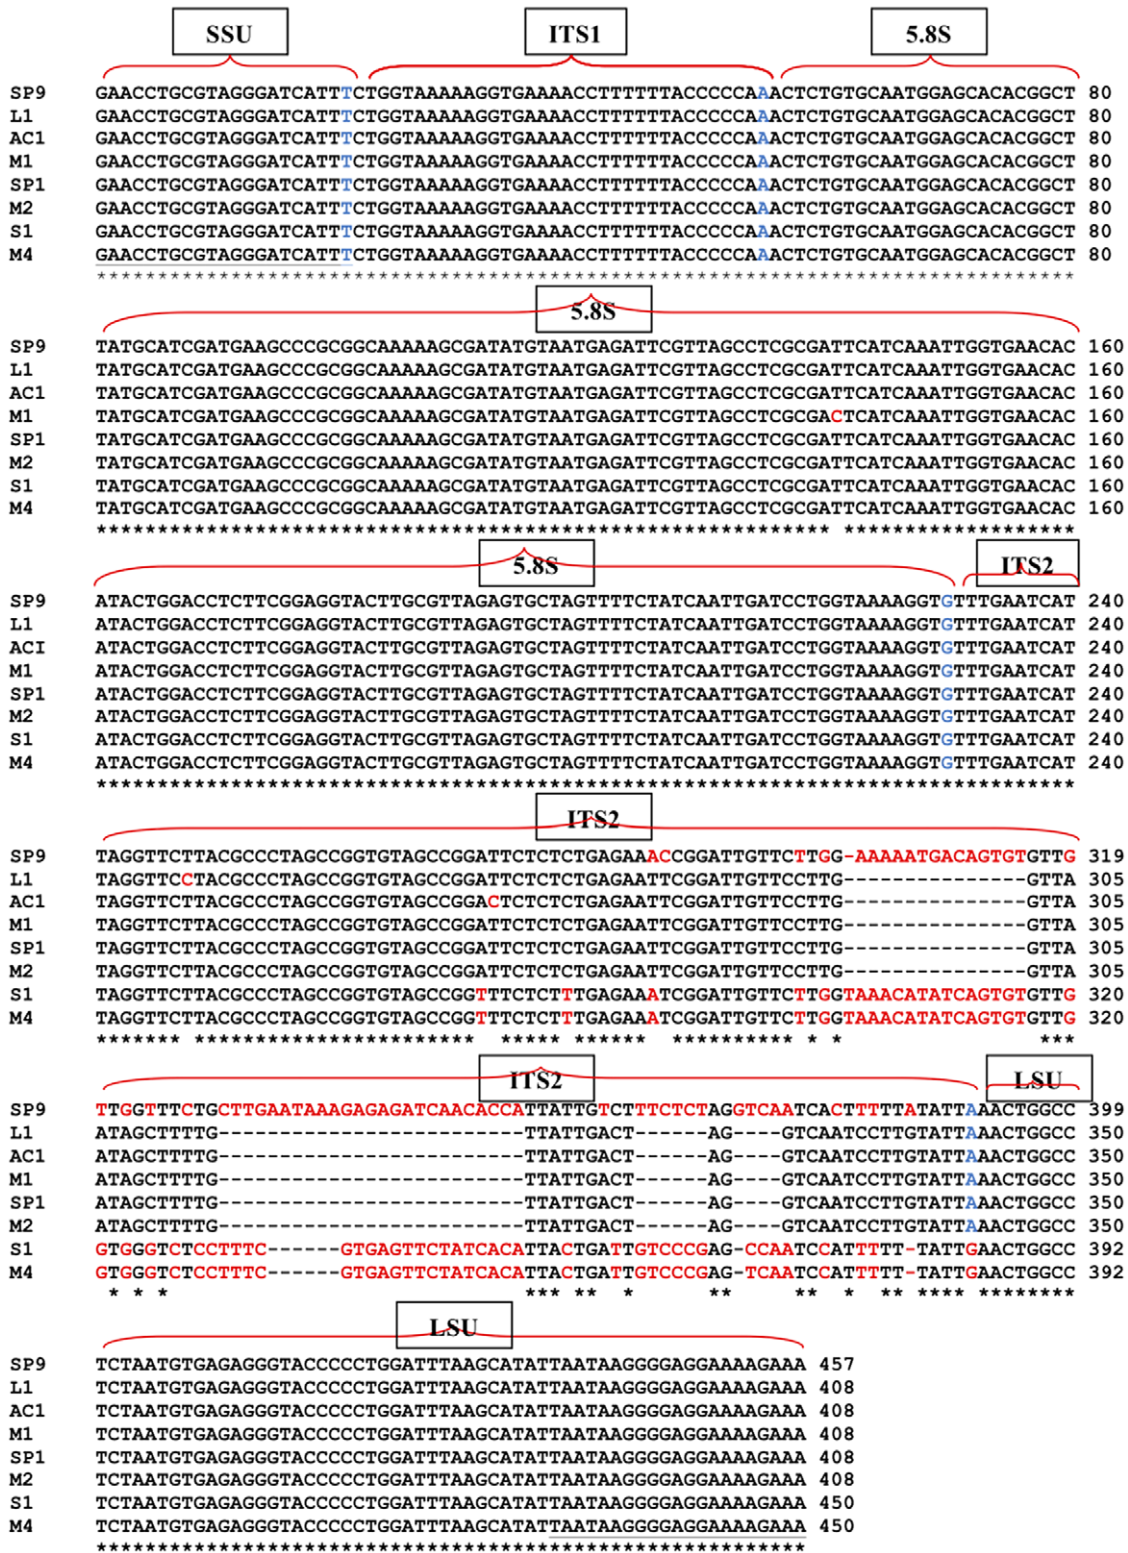 SSU ITS1 5.8S
SP9 GAACCTGCGTAGGGATCATTTCTGGTAAAAAGGTGAAAACCTTTTTTACCCCCAAACTCTGTGCAATGGAGCACACGGCT 80
L1 GAACCTGCGTAGGGATCATTTCTGGTAAAAAGGTGAAAACCTTTTTTACCCCCAAACTCTGTGCAATGGAGCACACGGCT 80
AC1 GAACCTGCGTAGGGATCATTTCTGGTAAAAAGGTGAAAACCTTTTTTACCCCCAAACTCTGTGCAATGGAGCACACGGCT 80
M1 GAACCTGCGTAGGGATCATTTCTGGTAAAAAGGTGAAAACCTTTTTTACCCCCAAACTCTGTGCAATGGAGCACACGGCT 80
SP1 GAACCTGCGTAGGGATCATTTCTGGTAAAAAGGTGAAAACCTTTTTTACCCCCAAACTCTGTGCAATGGAGCACACGGCT 80
M2 GAACCTGCGTAGGGATCATTTCTGGTAAAAAGGTGAAAACCTTTTTTACCCCCAAACTCTGTGCAATGGAGCACACGGCT 80
S1 GAACCTGCGTAGGGATCATTTCTGGTAAAAAGGTGAAAACCTTTTTTACCCCCAAACTCTGTGCAATGGAGCACACGGCT 80
M4 GAACCTGCGTAGGGATCATTTCTGGTAAAAAGGTGAAAACCTTTTTTACCCCCAAACTCTGTGCAATGGAGCACACGGCT 80
********************************************************************************
5.8S
SP9 TATGCATCGATGAAGCCCGCGGCAAAAAGCGATATGTAATGAGATTCGTTAGCCTCGCGATTCATCAAATTGGTGAACAC 160
L1 TATGCATCGATGAAGCCCGCGGCAAAAAGCGATATGTAATGAGATTCGTTAGCCTCGCGATTCATCAAATTGGTGAACAC 160
AC1 TATGCATCGATGAAGCCCGCGGCAAAAAGCGATATGTAATGAGATTCGTTAGCCTCGCGATTCATCAAATTGGTGAACAC 160
M1 TATGCATCGATGAAGCCCGCGGCAAAAAGCGATATGTAATGAGATTCGTTAGCCTCGCGACTCATCAAATTGGTGAACAC 160
SP1 TATGCATCGATGAAGCCCGCGGCAAAAAGCGATATGTAATGAGATTCGTTAGCCTCGCGATTCATCAAATTGGTGAACAC 160
M2 TATGCATCGATGAAGCCCGCGGCAAAAAGCGATATGTAATGAGATTCGTTAGCCTCGCGATTCATCAAATTGGTGAACAC 160
S1 TATGCATCGATGAAGCCCGCGGCAAAAAGCGATATGTAATGAGATTCGTTAGCCTCGCGATTCATCAAATTGGTGAACAC 160
M4 TATGCATCGATGAAGCCCGCGGCAAAAAGCGATATGTAATGAGATTCGTTAGCCTCGCGATTCATCAAATTGGTGAACAC 160
************************************************************ *******************
5.8S ITS2
SP9 ATACTGGACCTCTTCGGAGGTACTTGCGTTAGAGTGCTAGTTTTCTATCAATTGATCCTGGTAAAAGGTGTTTGAATCAT 240
L1 ATACTGGACCTCTTCGGAGGTACTTGCGTTAGAGTGCTAGTTTTCTATCAATTGATCCTGGTAAAAGGTGTTTGAATCAT 240
ACI ATACTGGACCTCTTCGGAGGTACTTGCGTTAGAGTGCTAGTTTTCTATCAATTGATCCTGGTAAAAGGTGTTTGAATCAT 240
M1 ATACTGGACCTCTTCGGAGGTACTTGCGTTAGAGTGCTAGTTTTCTATCAATTGATCCTGGTAAAAGGTGTTTGAATCAT 240
SP1 ATACTGGACCTCTTCGGAGGTACTTGCGTTAGAGTGCTAGTTTTCTATCAATTGATCCTGGTAAAAGGTGTTTGAATCAT 240
M2 ATACTGGACCTCTTCGGAGGTACTTGCGTTAGAGTGCTAGTTTTCTATCAATTGATCCTGGTAAAAGGTGTTTGAATCAT 240
S1 ATACTGGACCTCTTCGGAGGTACTTGCGTTAGAGTGCTAGTTTTCTATCAATTGATCCTGGTAAAAGGTGTTTGAATCAT 240
M4 ATACTGGACCTCTTCGGAGGTACTTGCGTTAGAGTGCTAGTTTTCTATCAATTGATCCTGGTAAAAGGTGTTTGAATCAT 240
********************************************************************************
ITS2
SP9 TAGGTTCTTACGCCCTAGCCGGTGTAGCCGGATTCTCTCTGAGAAACCGGATTGTTCTTGG-AAAAATGACAGTGTGTTG 319
L1 TAGGTTCCTACGCCCTAGCCGGTGTAGCCGGATTCTCTCTGAGAATTCGGATTGTTCCTTG---------------GTTA 305
AC1 TAGGTTCTTACGCCCTAGCCGGTGTAGCCGGACTCTCTCTGAGAATTCGGATTGTTCCTTG---------------GTTA 305
M1 TAGGTTCTTACGCCCTAGCCGGTGTAGCCGGATTCTCTCTGAGAATTCGGATTGTTCCTTG---------------GTTA 305
SP1 TAGGTTCTTACGCCCTAGCCGGTGTAGCCGGATTCTCTCTGAGAATTCGGATTGTTCCTTG---------------GTTA 305
M2 TAGGTTCTTACGCCCTAGCCGGTGTAGCCGGATTCTCTCTGAGAATTCGGATTGTTCCTTG---------------GTTA 305
S1 TAGGTTCTTACGCCCTAGCCGGTGTAGCCGGTTTCTCTTTGAGAAATCGGATTGTTCTTGGTAAACATATCAGTGTGTTG 320
M4 TAGGTTCTTACGCCCTAGCCGGTGTAGCCGGTTTCTCTTTGAGAAATCGGATTGTTCTTGGTAAACATATCAGTGTGTTG 320
******* ***********************  ***** ******  ********** * *                ***
ITS2 LSU
SP9 TTGGTTTCTGCTTGAATAAAGAGAGATCAACACCATTATTGTCTTTCTCTAGGTCAATCACTTTTTATATTAAACTGGCC 399
L1 ATAGCTTTTG-------------------------TTATTGACT------AG----GTCAATCCTTGTATTAAACTGGCC 350
AC1 ATAGCTTTTG-------------------------TTATTGACT------AG----GTCAATCCTTGTATTAAACTGGCC 350
M1 ATAGCTTTTG-------------------------TTATTGACT------AG----GTCAATCCTTGTATTAAACTGGCC 350
SP1 ATAGCTTTTG-------------------------TTATTGACT------AG----GTCAATCCTTGTATTAAACTGGCC 350
M2 ATAGCTTTTG-------------------------TTATTGACT------AG----GTCAATCCTTGTATTAAACTGGCC 350
S1 GTGGGTCTCCTTTC------GTGAGTTCTATCACATTACTGATTGTCCCGAG-CCAATCCATTTTT-TATTGAACTGGCC 392
M4 GTGGGTCTCCTTTC------GTGAGTTCTATCACATTACTGATTGTCCCGAG-TCAATCCATTTTT-TATTGAACTGGCC 392
 * * *                             *** **  *      **     **  *  ** **** ********
LSU
SP9 TCTAATGTGAGAGGGTACCCCCTGGATTTAAGCATATTAATAAGGGGAGGAAAAGAAA 457
L1 TCTAATGTGAGAGGGTACCCCCTGGATTTAAGCATATTAATAAGGGGAGGAAAAGAAA 408
AC1 TCTAATGTGAGAGGGTACCCCCTGGATTTAAGCATATTAATAAGGGGAGGAAAAGAAA 408
M1 TCTAATGTGAGAGGGTACCCCCTGGATTTAAGCATATTAATAAGGGGAGGAAAAGAAA 408
SP1 TCTAATGTGAGAGGGTACCCCCTGGATTTAAGCATATTAATAAGGGGAGGAAAAGAAA 408
M2 TCTAATGTGAGAGGGTACCCCCTGGATTTAAGCATATTAATAAGGGGAGGAAAAGAAA 408
S1 TCTAATGTGAGAGGGTACCCCCTGGATTTAAGCATATTAATAAGGGGAGGAAAAGAAA 450
M4 TCTAATGTGAGAGGGTACCCCCTGGATTTAAGCATATTAATAAGGGGAGGAAAAGAAA 450
**********************************************************